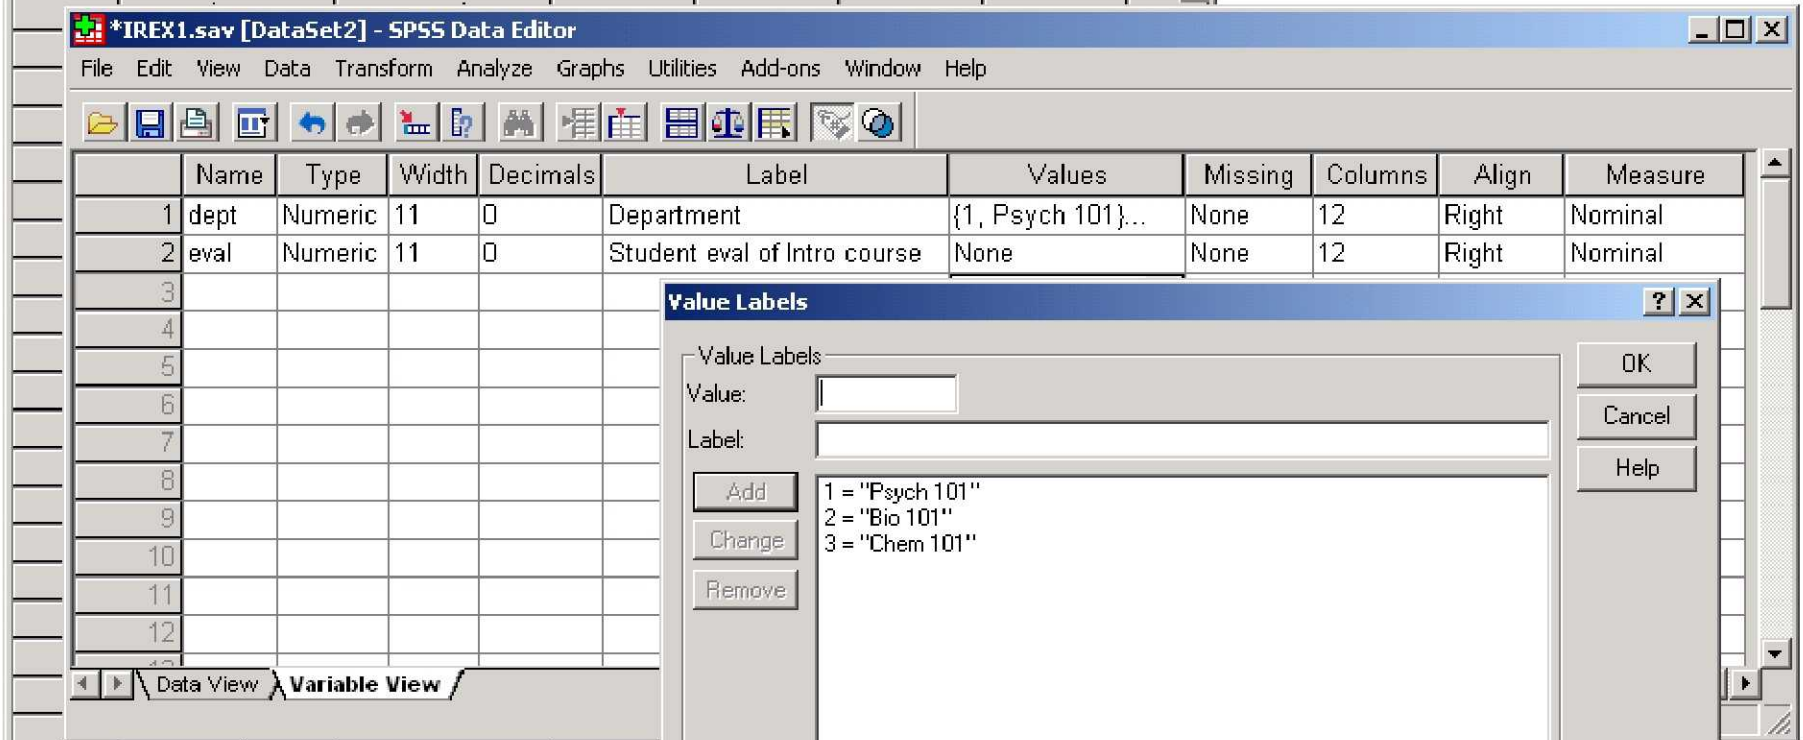 *IREX1.sav [DataSet2] - SPSS Data Editor
File Edit View Data Transform Analyze Graphs Utilities Add-ons Window Help
Name Type Width Decimals Label Values Missing Columns Align Measure
1 dept Numeric 11 0 Department {1, Psych 101}... None 12 Right Nominal
2 eval Numeric 11 0 Student eval of Intro course None None 12 Right Nominal
3
4
5
6
7
8
9
10
11
12
13
Data View Variable View
Value Labels
Value Labels
Value:
Label:
Add
Change
Remove
1 = "Psych 101"
2 = "Bio 101"
3 = "Chem 101"
OK
Cancel
Help